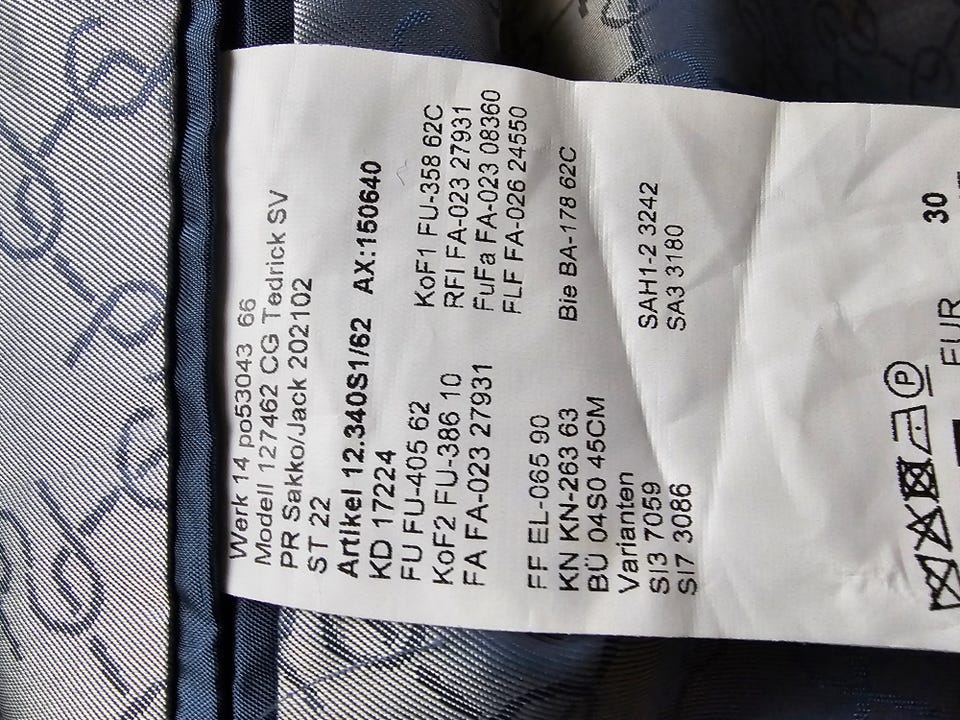 Werk 14 po53043 66
Modell 127462 CG Tedrick SV
PR Sakko/Jack 202102
ST 22
Artikel 12.340S1/62 AX:150640
KD 17224
FU FU-405 62 KoF1 FU-358 62C
KoF2 FU-386 10 RFI FA-023 27931
FA FA-023 27931 FuFa FA-023 08360
FLF FA-026 24550
FF EL-065 90
KN KN-263 63 Bie BA-178 62C
BÜ 04S0 45CM
Varianten
SI3 7059 SAH1-2 3242
SI7 3086 SA3 3180
P
EUR 30